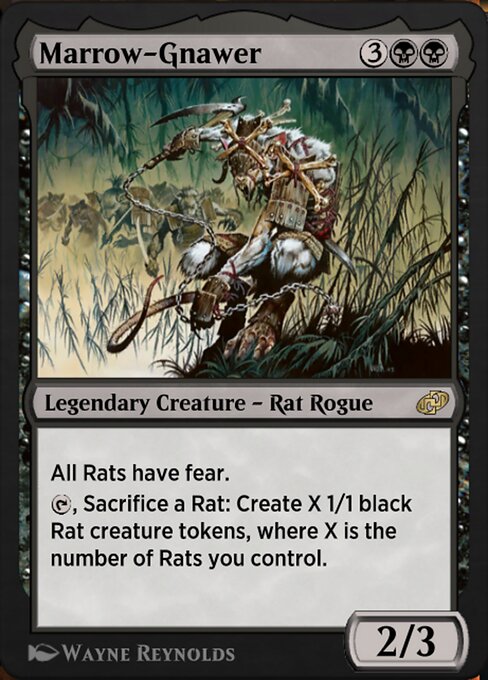 Marrow-Gnawer 3
Legendary Creature – Rat Rogue
All Rats have fear.
, Sacrifice a Rat: Create X 1/1 black
Rat creature tokens, where X is the
number of Rats you control.
2/3
Wayne Reynolds